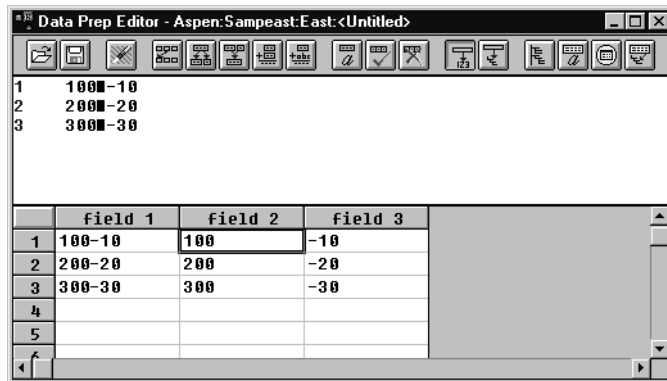 Data Prep Editor - Aspen:Sampeast:East:<Untitled>
1 100■-10
2 200■-20
3 300■-30
field 1 field 2 field 3
1 100-10 100 -10
2 200-20 200 -20
3 300-30 300 -30
4
5